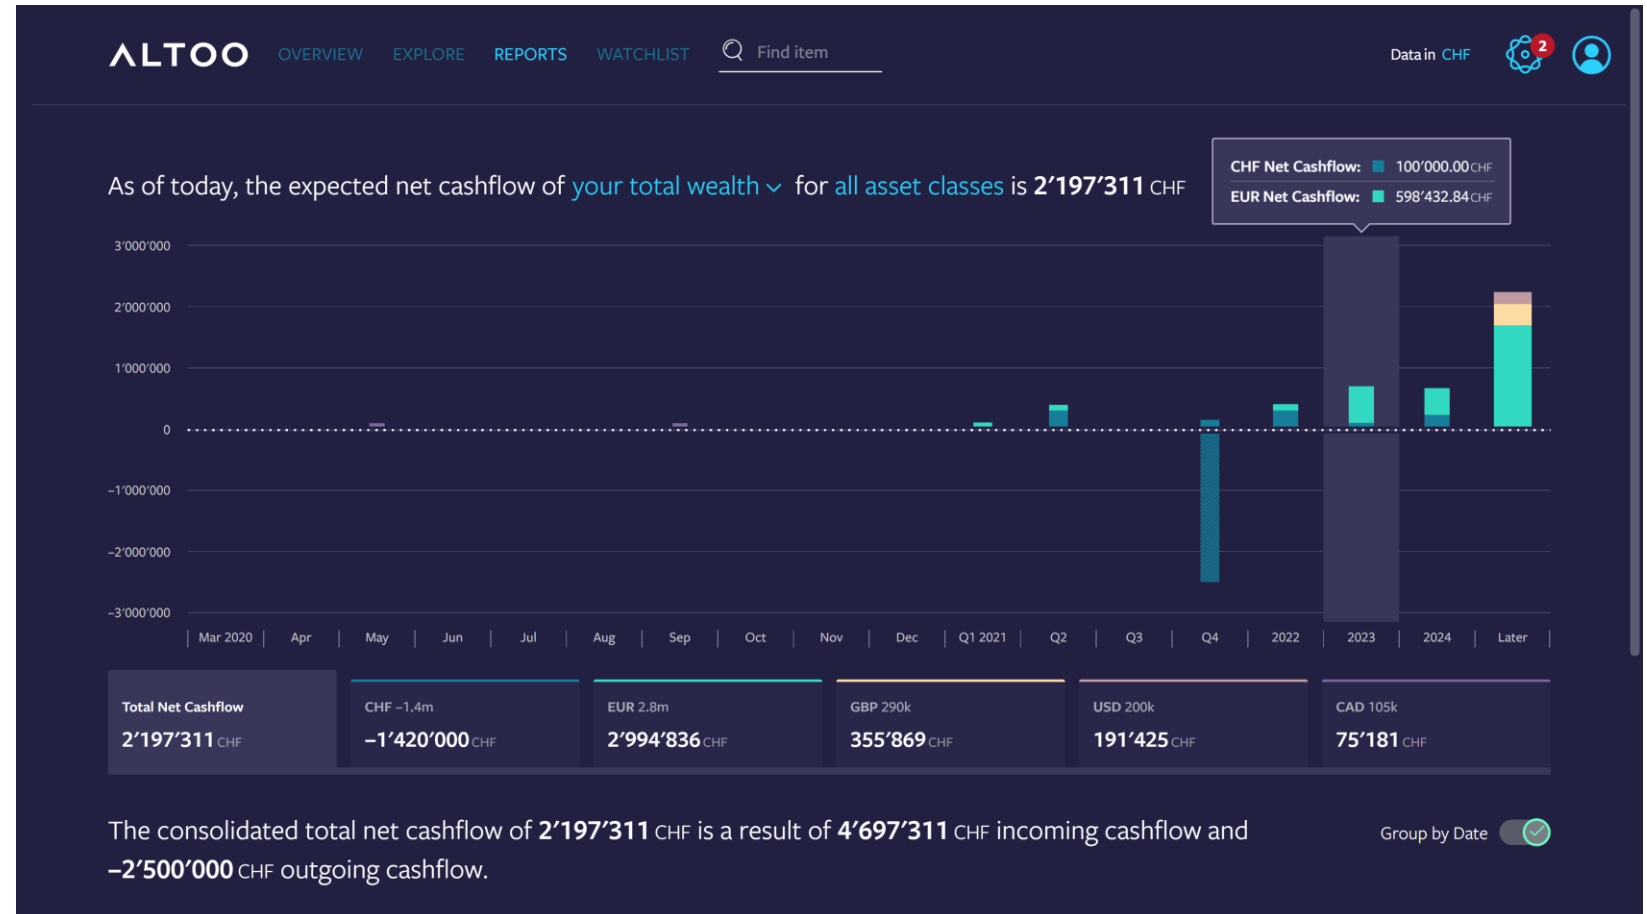 ALTOO OVERVIEW EXPLORE REPORTS WATCHLIST Find item Data in CHF 2
CHF Net Cashflow: 100′000.00 CHF
EUR Net Cashflow: 598′432.84 CHF
As of today, the expected net cashflow of your total wealth for all asset classes is 2′197′311 CHF
3′000′000
2′000′000
1′000′000
0
−1′000′000
−2′000′000
−3′000′000
Mar 2020 Apr May Jun Jul Aug Sep Oct Nov Dec Q1 2021 Q2 Q3 Q4 2022 2023 2024 Later
Total Net Cashflow CHF −1.4m EUR 2.8m GBP 290k USD 200k CAD 105k
2′197′311 CHF −1′420′000 CHF 2′994′836 CHF 355′869 CHF 191′425 CHF 75′181 CHF
The consolidated total net cashflow of 2′197′311 CHF is a result of 4′697′311 CHF incoming cashflow and Group by Date
−2′500′000 CHF outgoing cashflow.